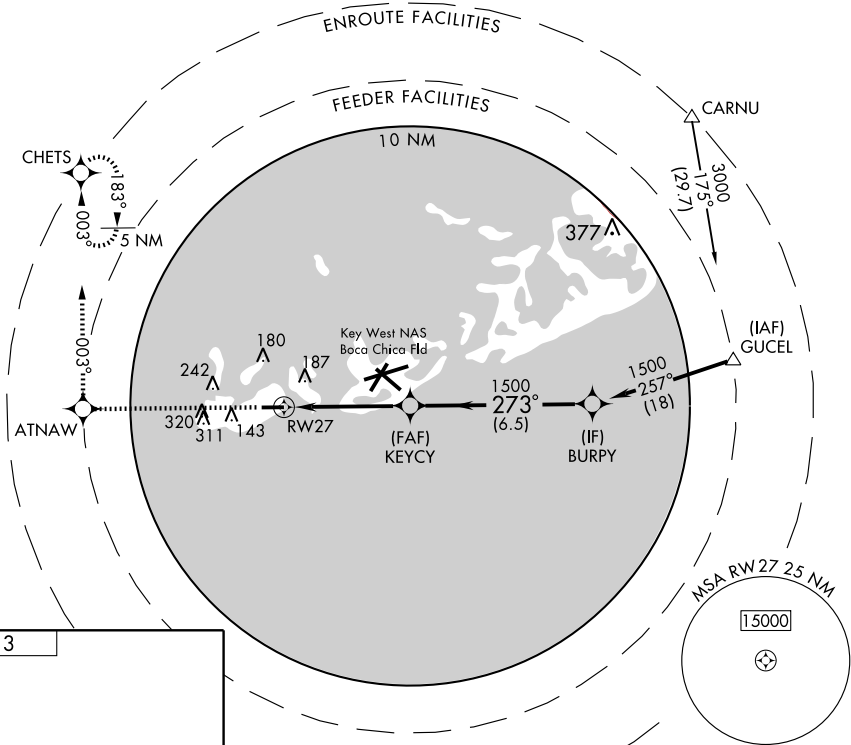 ENROUTE FACILITIES
FEEDER FACILITIES
10 NM
CARNU
3000
175°
(29.7)
CHETS
183°
003°
5 NM
377
(IAF)
GUCEL
1500
257°
(18)
003°
180
Key West NAS
Boca Chica Fld
187
242
1500
273°
(6.5)
ATNAW
320
311
143
RW27
(FAF)
KEYCY
(IF)
BURPY
MSA RW27 25 NM
15000
3